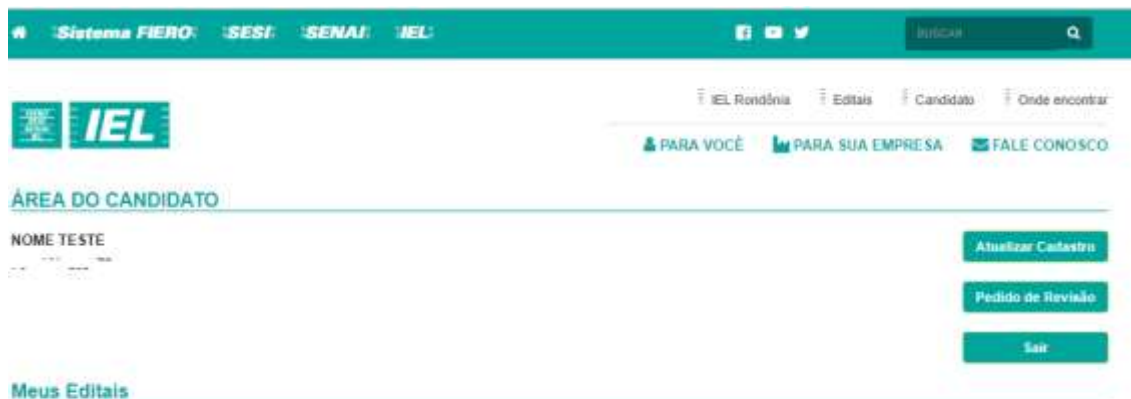 Sistema FIERO SESI SENAI IEL BUSCAR
IEL
IEL Rondônia Editais Candidato Onde encontrar
PARA VOCÊ PARA SUA EMPRESA FALE CONOSCO
ÁREA DO CANDIDATO
NOME TESTE
Atualizar Cadastro
Pedido de Revisão
Sair
Meus Editais